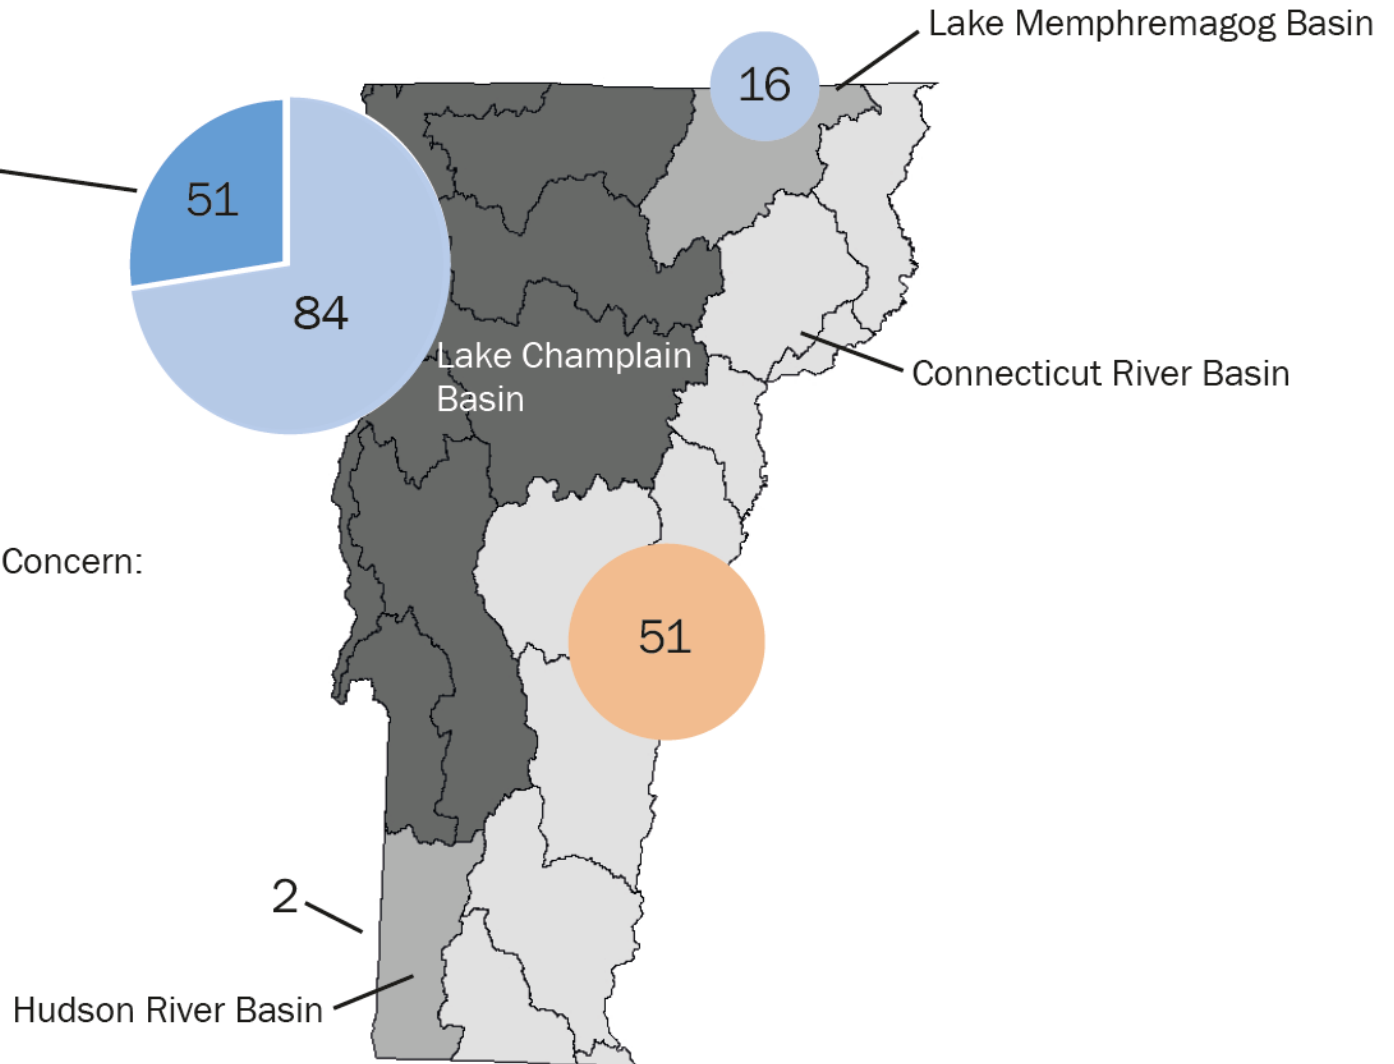 Lake Memphremagog Basin
16
51
84
Lake Champlain
Basin
Connecticut River Basin
Concern:
51
2
Hudson River Basin